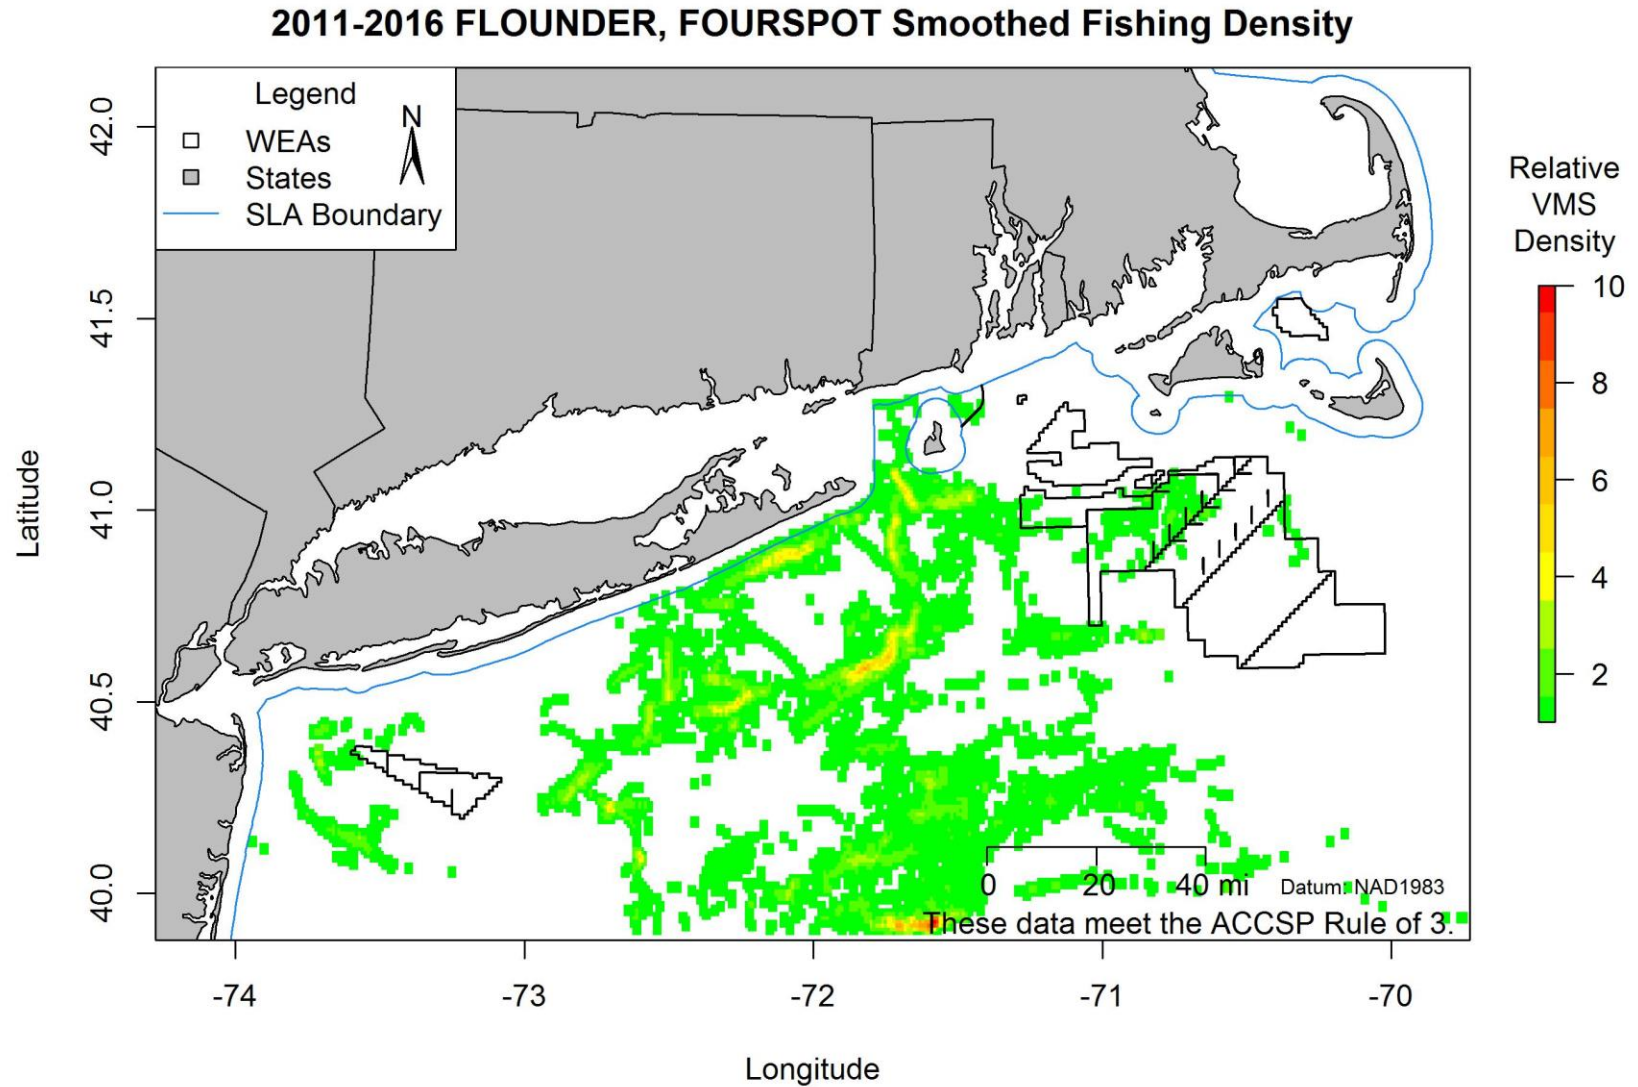 2011-2016 FLOUNDER, FOURSPOT Smoothed Fishing Density
Legend
N
WEAs
States
SLA Boundary
Relative
VMS
Density
10
8
6
4
2
Latitude
42.0
41.5
41.0
40.5
40.0
0 20 40 mi
Datum: NAD1983
These data meet the ACCSP Rule of 3.
-74 -73 -72 -71 -70
Longitude